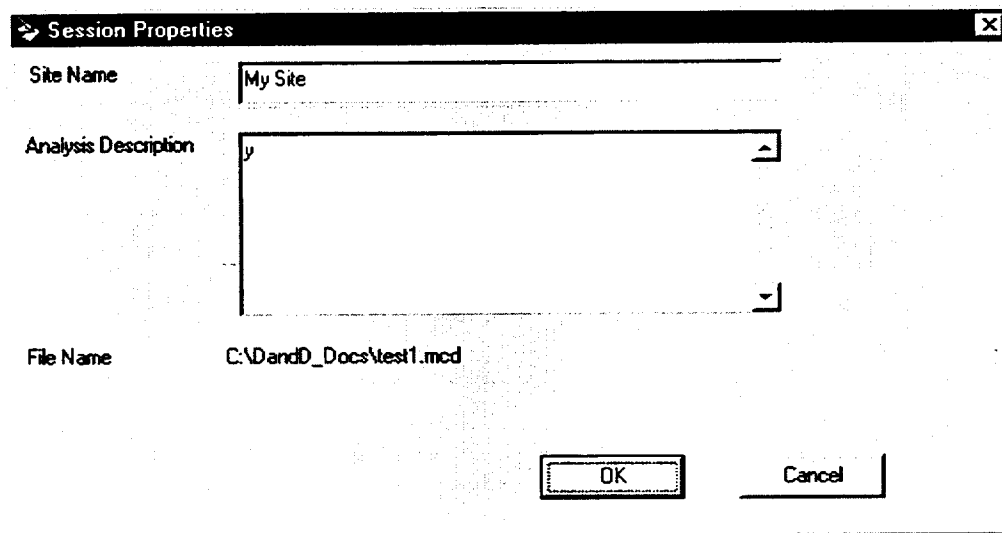 Session Properties
Site Name My Site
Analysis Description y
File Name C:\DandD_Docs\test1.mcd
OK Cancel